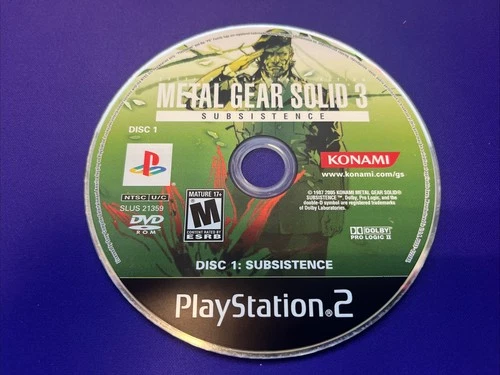 METAL GEAR SOLID 3
SUBSISTENCE
DISC 1
KONAMI
www.konami.com/gs
NTSC U/C
SLUS 21359
DVD
ROM
MATURE 17+
M
CONTENT RATED BY
ESRB
© 1987 2005 KONAMI METAL GEAR SOLID®
SUBSISTENCE™, Dolby, Pro Logic, and the
double-D symbol are registered trademarks
of Dolby Laboratories.
DOLBY
PRO LOGIC II
DISC 1: SUBSISTENCE
PlayStation®2